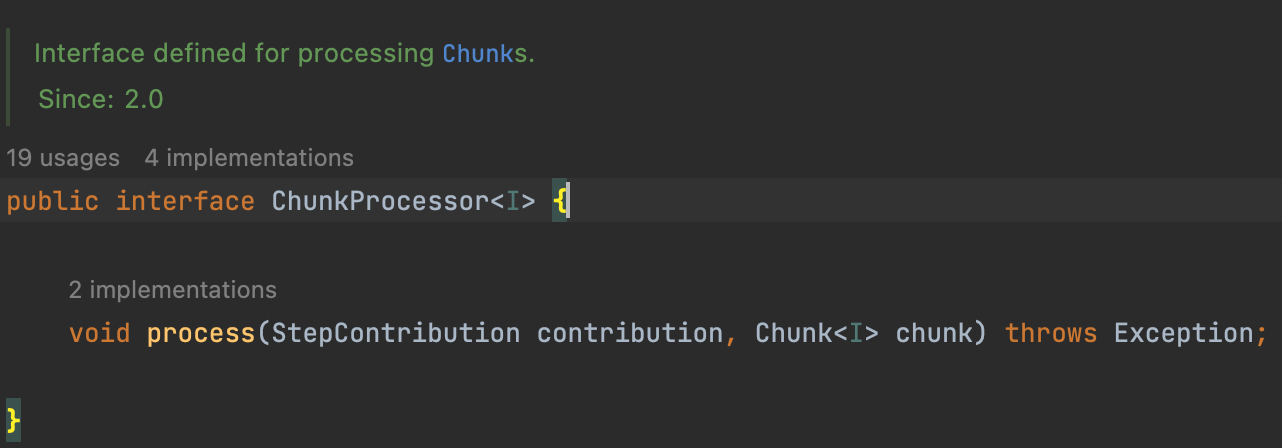 Interface defined for processing Chunks.
Since: 2.0
19 usages 4 implementations
public interface ChunkProcessor<I> {
2 implementations
void process(StepContribution contribution, Chunk<I> chunk) throws Exception;
}